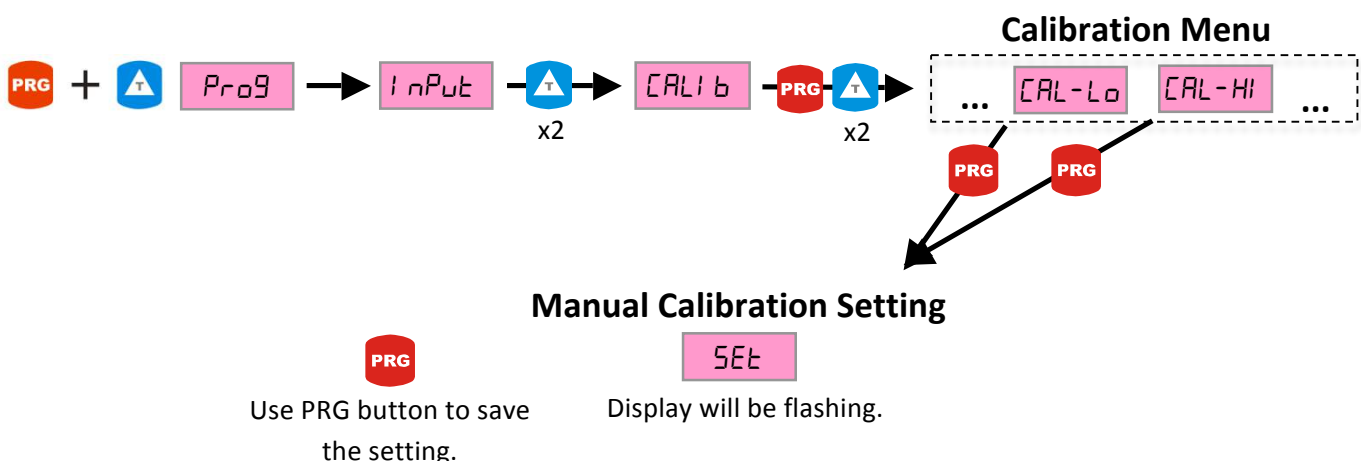 Calibration Menu
PRG + T Prog InPut T CALIb PRG T ... CAL-Lo CAL-HI ...
x2 x2
PRG PRG
Manual Calibration Setting
PRG SEt
Use PRG button to save Display will be flashing.
the setting.